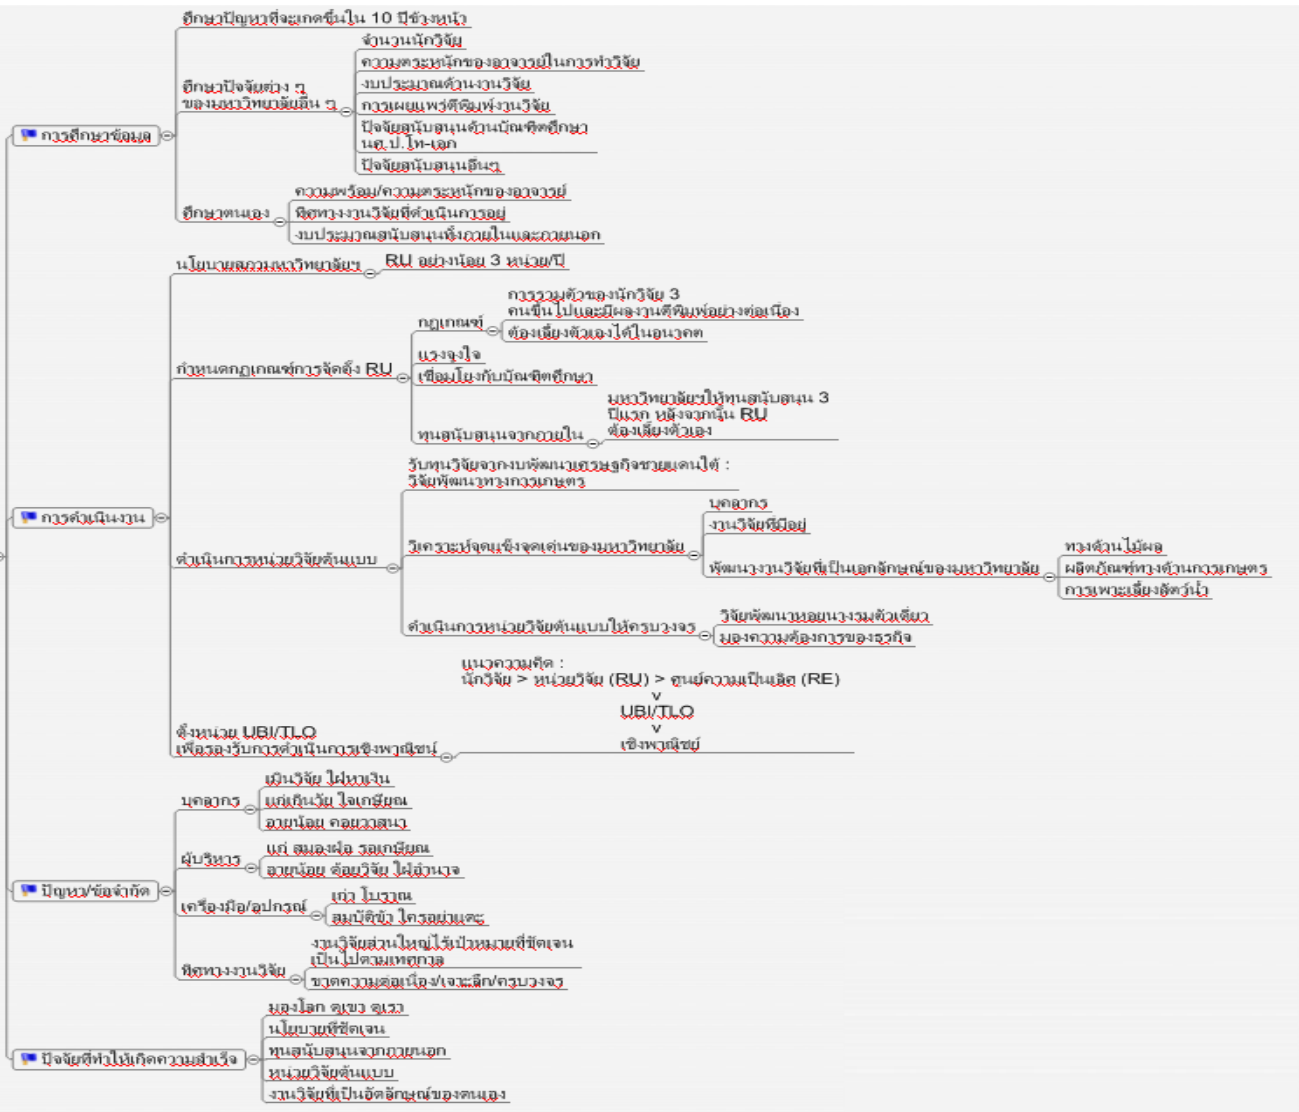 ศึกษาปัญหาที่จะเกดขึ้นใน 10 ปีข้างหน้า
จำนวนนักวิจัย
ความตระหนักของอาจารย์ในการทำวิจัย
ศึกษาปัจจัยต่าง ๆ
ของมหาวิทยาลัยอื่น ๆ
งบประมาณด้านงานวิจัย
การเผยแพร่ตีพิมพ์งานวิจัย
การศึกษาข้อมูล
ปัจจัยสนับสนุนด้านบัณฑิตศึกษา
นศ.ป.โท-เอก
ปัจจัยสนับสนุนอื่นๆ
ความพร้อม/ความตระหนักของอาจารย์
ศึกษาตนเอง
ทิศทางงานวิจัยที่ดำเนินการอยู่
งบประมาณสนับสนุนทั้งภายในและภายนอก
นโยบายสภามหาวิทยาลัยฯ
RU อย่างน้อย 3 หน่วย/ปี
การรวมตัวของนักวิจัย 3
คนขึ้นไปและมีผลงานตีพิมพ์อย่างต่อเนื่อง
กฎเกณฑ์
ต้องเลี้ยงตัวเองได้ในอนาคต
แรงจูงใจ
กำหนดกฎเกณฑ์การจัดตั้ง RU
เชื่อมโยงกับบัณฑิตศึกษา
มหาวิทยาลัยฯให้ทุนสนับสนุน 3
ปีแรก หลังจากนั้น RU
ต้องเลี้ยงตัวเอง
ทุนสนับสนุนจากภายใน
รับทุนวิจัยจากงบพัฒนาเศรษฐกิจชายแดนใต้ :
วิจัยพัฒนาทางการเกษตร
บุคลากร
การดำเนินงาน
งานวิจัยที่มีอยู่
วิเคราะห์จุดแข็งจุดเด่นของมหาวิทยาลัย
ทางด้านไม้ผล
ดำเนินการหน่วยวิจัยต้นแบบ
พัฒนางานวิจัยที่เป็นเอกลักษณ์ของมหาวิทยาลัย
ผลิตภัณฑ์ทางด้านการเกษตร
การเพาะเลี้ยงสัตว์น้ำ
วิจัยพัฒนาหอยนางรมตัวเดี่ยว
ดำเนินการหน่วยวิจัยต้นแบบให้ครบวงจร
มองความต้องการของธุรกิจ
แนวความคิด :
นักวิจัย > หน่วยวิจัย (RU) > ศูนย์ความเป็นเลิศ (RE)
v
UBI/TLO
v
เชิงพาณิชย์
ตั้งหน่วย UBI/TLO
เพื่อรองรับการดำเนินการเชิงพาณิชน์
เมินวิจัย ใฝ่หาเงิน
บุคลากร
แก่เกินวัย ใจเกษียณ
อายุน้อย คอยวาสนา
แก่ สมองฝ่อ รอเกษียณ
ผู้บริหาร
อายุน้อย ด้อยวิจัย ใฝ่อำนาจ
ปัญหา/ข้อจำกัด
เก่า โบราณ
เครื่องมือ/อุปกรณ์
สมบัติข้า ใครอย่าแตะ
งานวิจัยส่วนใหญ่ไร้เป้าหมายที่ชัดเจน
เป็นไปตามเทศกาล
ทิศทางงานวิจัย
ขาดความต่อเนื่อง/เจาะลึก/ครบวงจร
มองโลก ดูเขา ดูเรา
นโยบายที่ชัดเจน
ปัจจัยที่ทำให้เกิดความสำเร็จ
ทุนสนับสนุนจากภายนอก
หน่วยวิจัยต้นแบบ
งานวิจัยที่เป็นอัตลักษณ์ของตนเอง